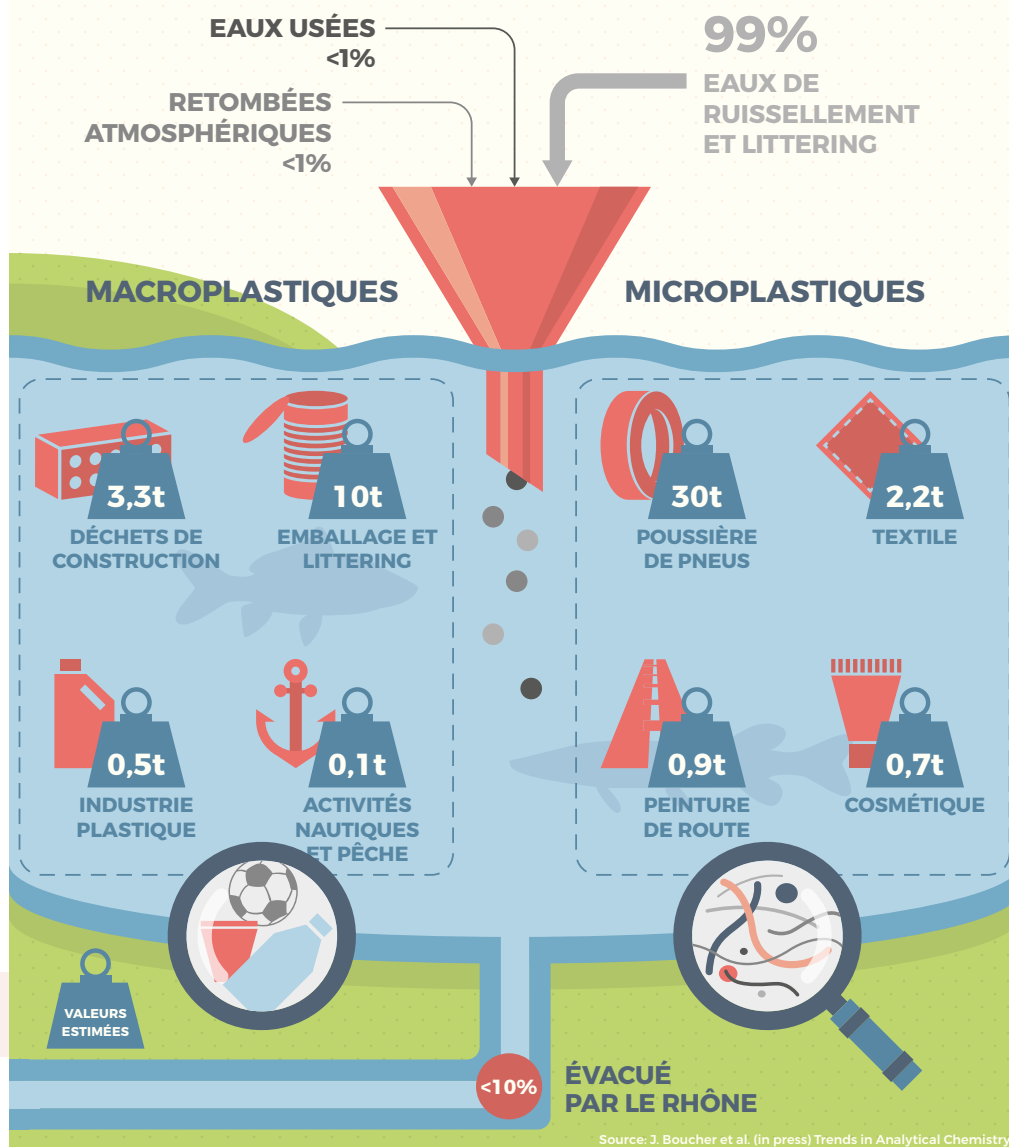 EAUX USÉES
<1%
RETOMBÉES
ATMOSPHÉRIQUES
<1%
99%
EAUX DE
RUISSELLEMENT
ET LITTERING
MACROPLASTIQUES
MICROPLASTIQUES
3,3t
DÉCHETS DE
CONSTRUCTION
10t
EMBALLAGE ET
LITTERING
30t
POUSSIÈRE
DE PNEUS
2,2t
TEXTILE
0,5t
INDUSTRIE
PLASTIQUE
0,1t
ACTIVITÉS
NAUTIQUES
ET PÊCHE
0,9t
PEINTURE
DE ROUTE
0,7t
COSMÉTIQUE
VALEURS
ESTIMÉES
<10%
ÉVACUÉ
PAR LE RHÔNE
Source: J. Boucher et al. (in press) Trends in Analytical Chemistry